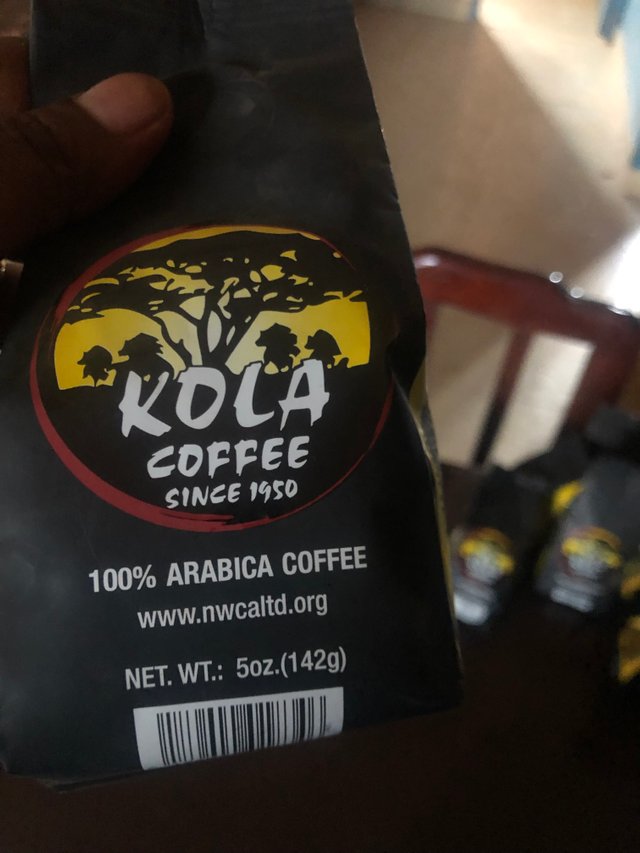 KOLA
COFFEE
SINCE 1950
100% ARABICA COFFEE
www.nwcaltd.org
NET. WT.: 5oz.(142g)